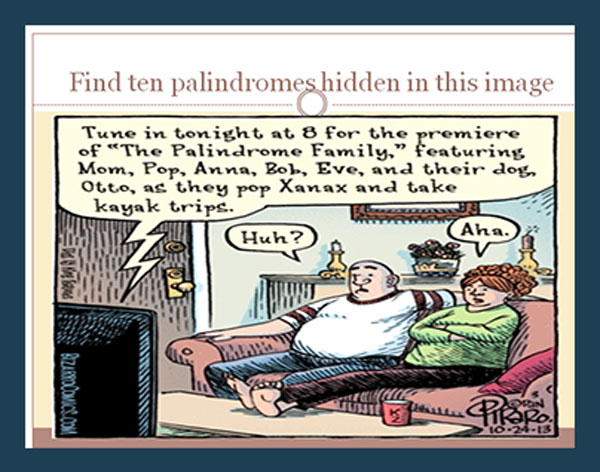 Find ten palindromes hidden in this image
Tune in tonight at 8 for the premiere
of “The Palindrome Family,” featuring
Mom, Pop, Anna, Bob, Eve, and their dog,
Otto, as they pop Xanax and take
kayak trips.
Huh?
Aha.
BIZARROCOMICS.COM
K2
PIRARO.
10-24-13